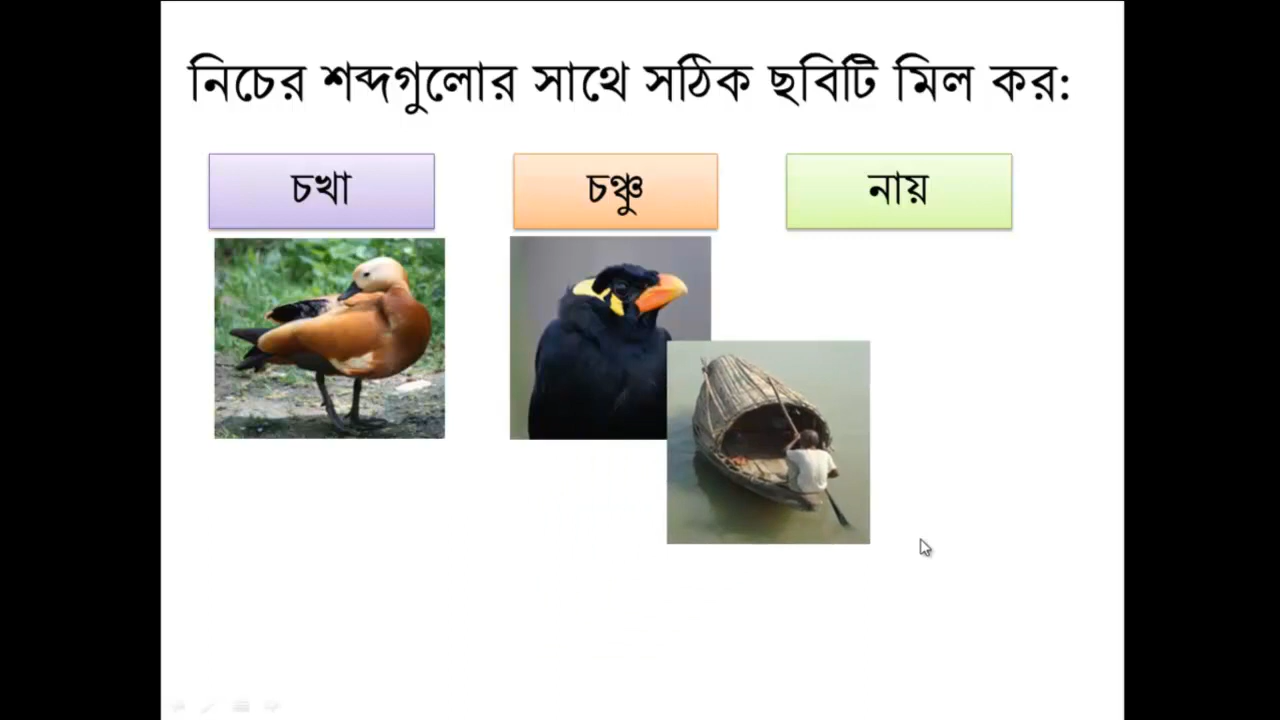 নিচের শব্দগুলোর সাথে সঠিক ছবিটি মিল কর:
চখা
চঞ্চু
নায়